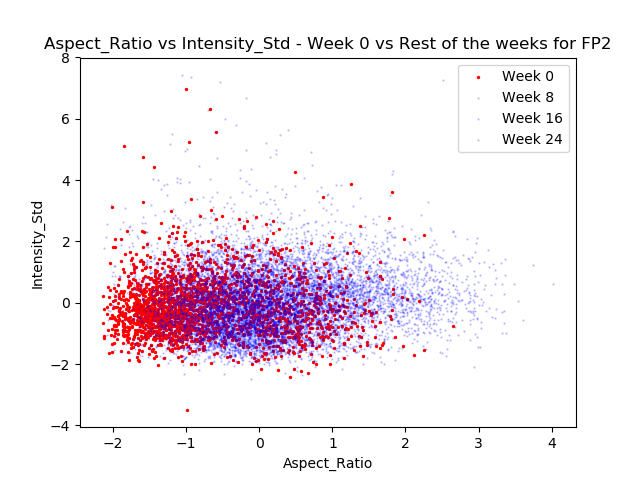 Aspect_Ratio vs Intensity_Std - Week 0 vs Rest of the weeks for FP2
Week 0
Week 8
Week 16
Week 24
8
6
4
2
0
−2
−4
Intensity_Std
−2 −1 0 1 2 3 4
Aspect_Ratio